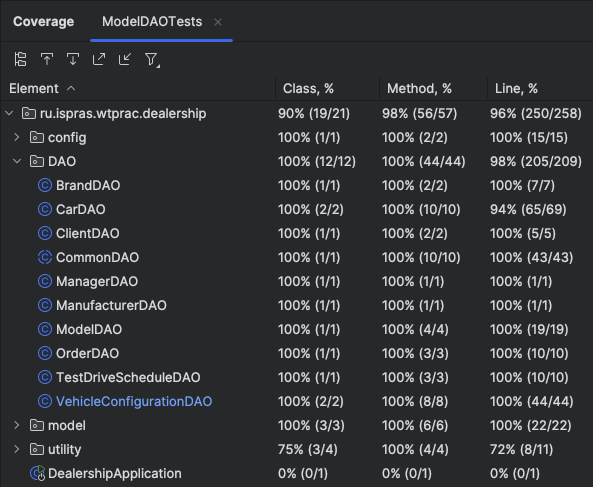 Coverage ModelDAOTests ×
Element Class, % Method, % Line, %
ru.ispras.wtprac.dealership 90% (19/21) 98% (56/57) 96% (250/258)
config 100% (1/1) 100% (2/2) 100% (15/15)
DAO 100% (12/12) 100% (44/44) 98% (205/209)
BrandDAO 100% (1/1) 100% (2/2) 100% (7/7)
CarDAO 100% (2/2) 100% (10/10) 94% (65/69)
ClientDAO 100% (1/1) 100% (2/2) 100% (5/5)
CommonDAO 100% (1/1) 100% (10/10) 100% (43/43)
ManagerDAO 100% (1/1) 100% (1/1) 100% (1/1)
ManufacturerDAO 100% (1/1) 100% (1/1) 100% (1/1)
ModelDAO 100% (1/1) 100% (4/4) 100% (19/19)
OrderDAO 100% (1/1) 100% (3/3) 100% (10/10)
TestDriveScheduleDAO 100% (1/1) 100% (3/3) 100% (10/10)
VehicleConfigurationDAO 100% (2/2) 100% (8/8) 100% (44/44)
model 100% (3/3) 100% (6/6) 100% (22/22)
utility 75% (3/4) 100% (4/4) 72% (8/11)
DealershipApplication 0% (0/1) 0% (0/1) 0% (0/1)